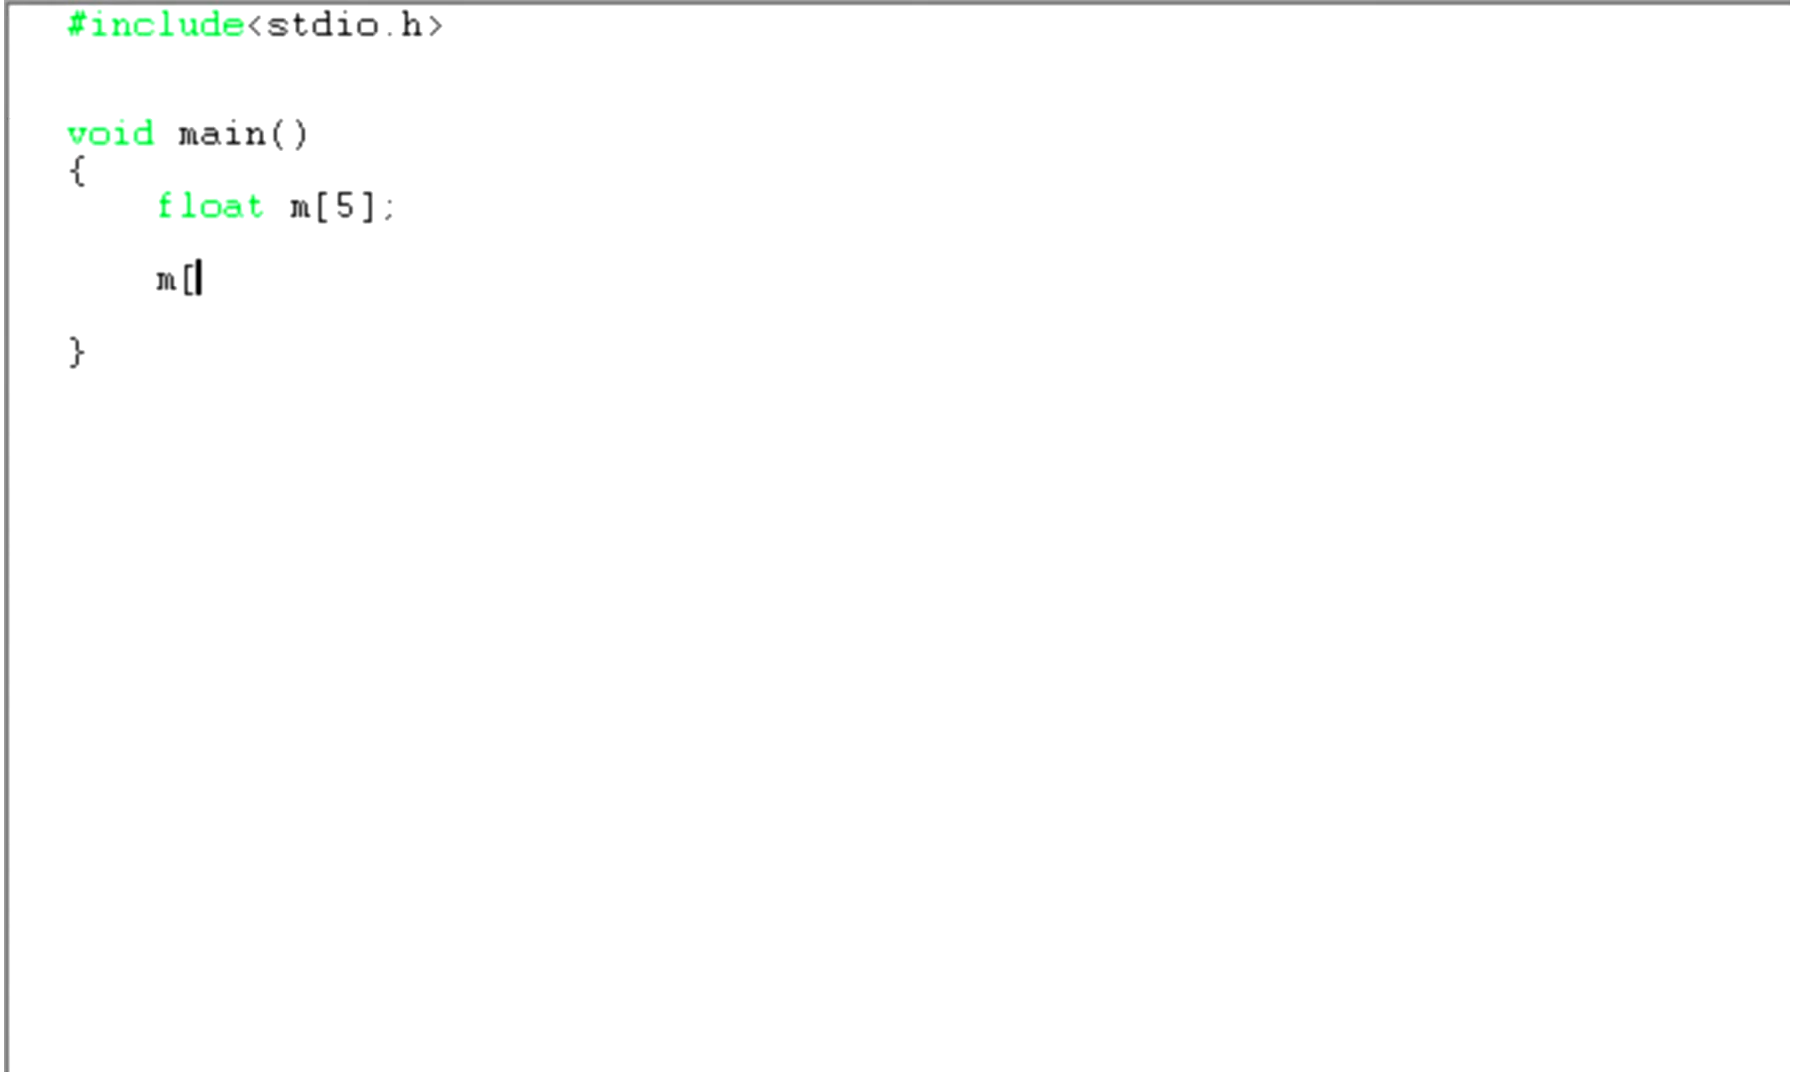 #include<stdio.h>
void main()
{
float m[5];
m[
}